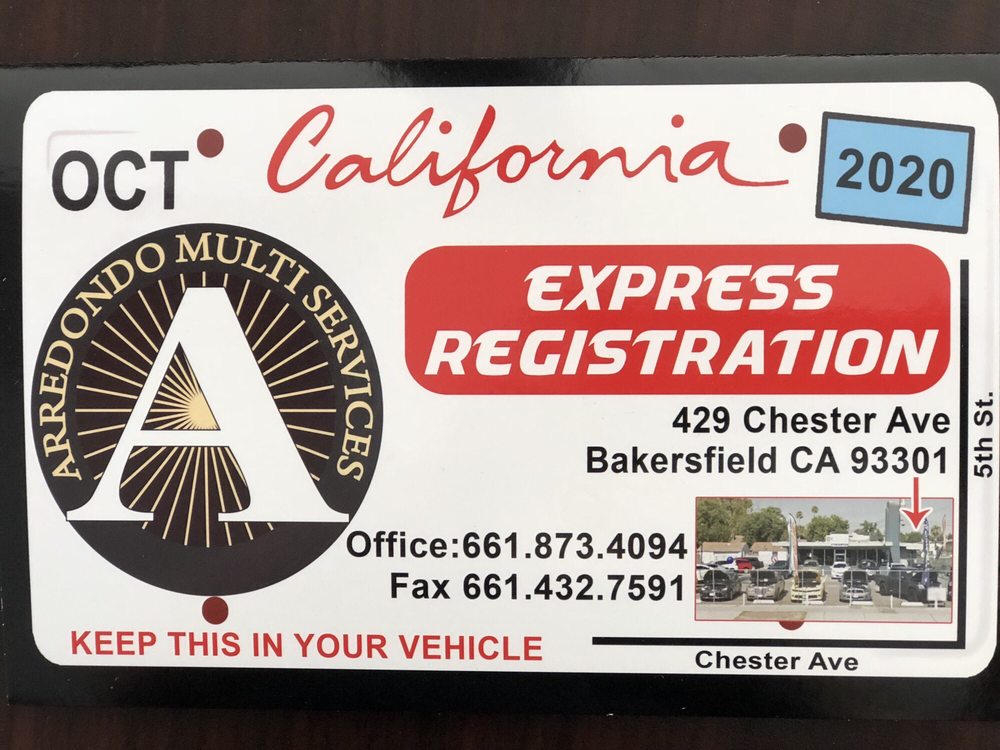 OCT
California
2020
ARREDONDO MULTI SERVICES
A
EXPRESS
REGISTRATION
429 Chester Ave
Bakersfield CA 93301
5th St.
Office:661.873.4094
Fax 661.432.7591
KEEP THIS IN YOUR VEHICLE
Chester Ave